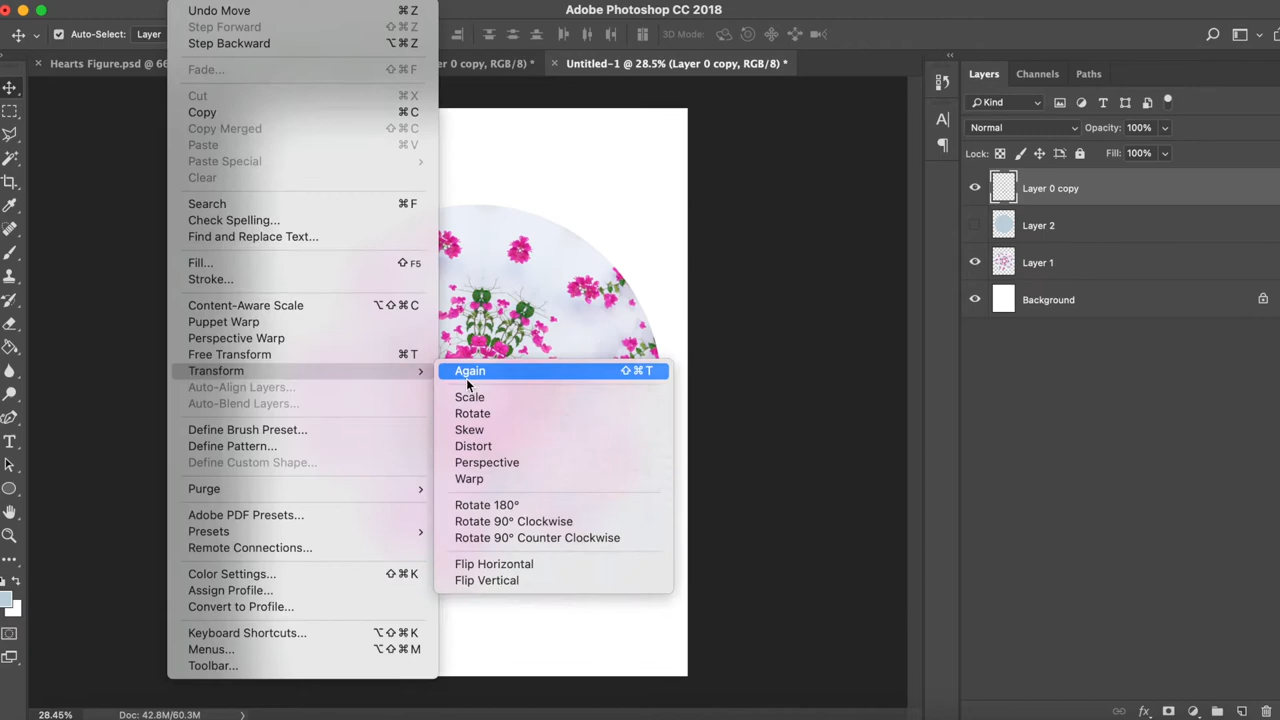 Adobe Photoshop CC 2018
Auto-Select: Layer
3D Mode:
Hearts Figure.psd @ 66
er 0 copy, RGB/8) *
Untitled-1 @ 28.5% (Layer 0 copy, RGB/8) *
Undo Move ⌘Z
Step Forward ⇧⌘Z
Step Backward ⌥⌘Z
Fade... ⇧⌘F
Cut ⌘X
Copy ⌘C
Copy Merged ⇧⌘C
Paste ⌘V
Paste Special
Clear
Search ⌘F
Check Spelling...
Find and Replace Text...
Fill... ⇧F5
Stroke...
Content-Aware Scale ⌥⇧⌘C
Puppet Warp
Perspective Warp
Free Transform ⌘T
Transform
Auto-Align Layers...
Auto-Blend Layers...
Define Brush Preset...
Define Pattern...
Define Custom Shape...
Purge
Adobe PDF Presets...
Presets
Remote Connections...
Color Settings... ⇧⌘K
Assign Profile...
Convert to Profile...
Keyboard Shortcuts... ⌥⇧⌘K
Menus... ⌥⇧⌘M
Toolbar...
Again ⇧⌘T
Scale
Rotate
Skew
Distort
Perspective
Warp
Rotate 180°
Rotate 90° Clockwise
Rotate 90° Counter Clockwise
Flip Horizontal
Flip Vertical
Layers Channels Paths
Kind
Normal Opacity: 100%
Lock: Fill: 100%
Layer 0 copy
Layer 2
Layer 1
Background
28.45% Doc: 42.8M/60.3M